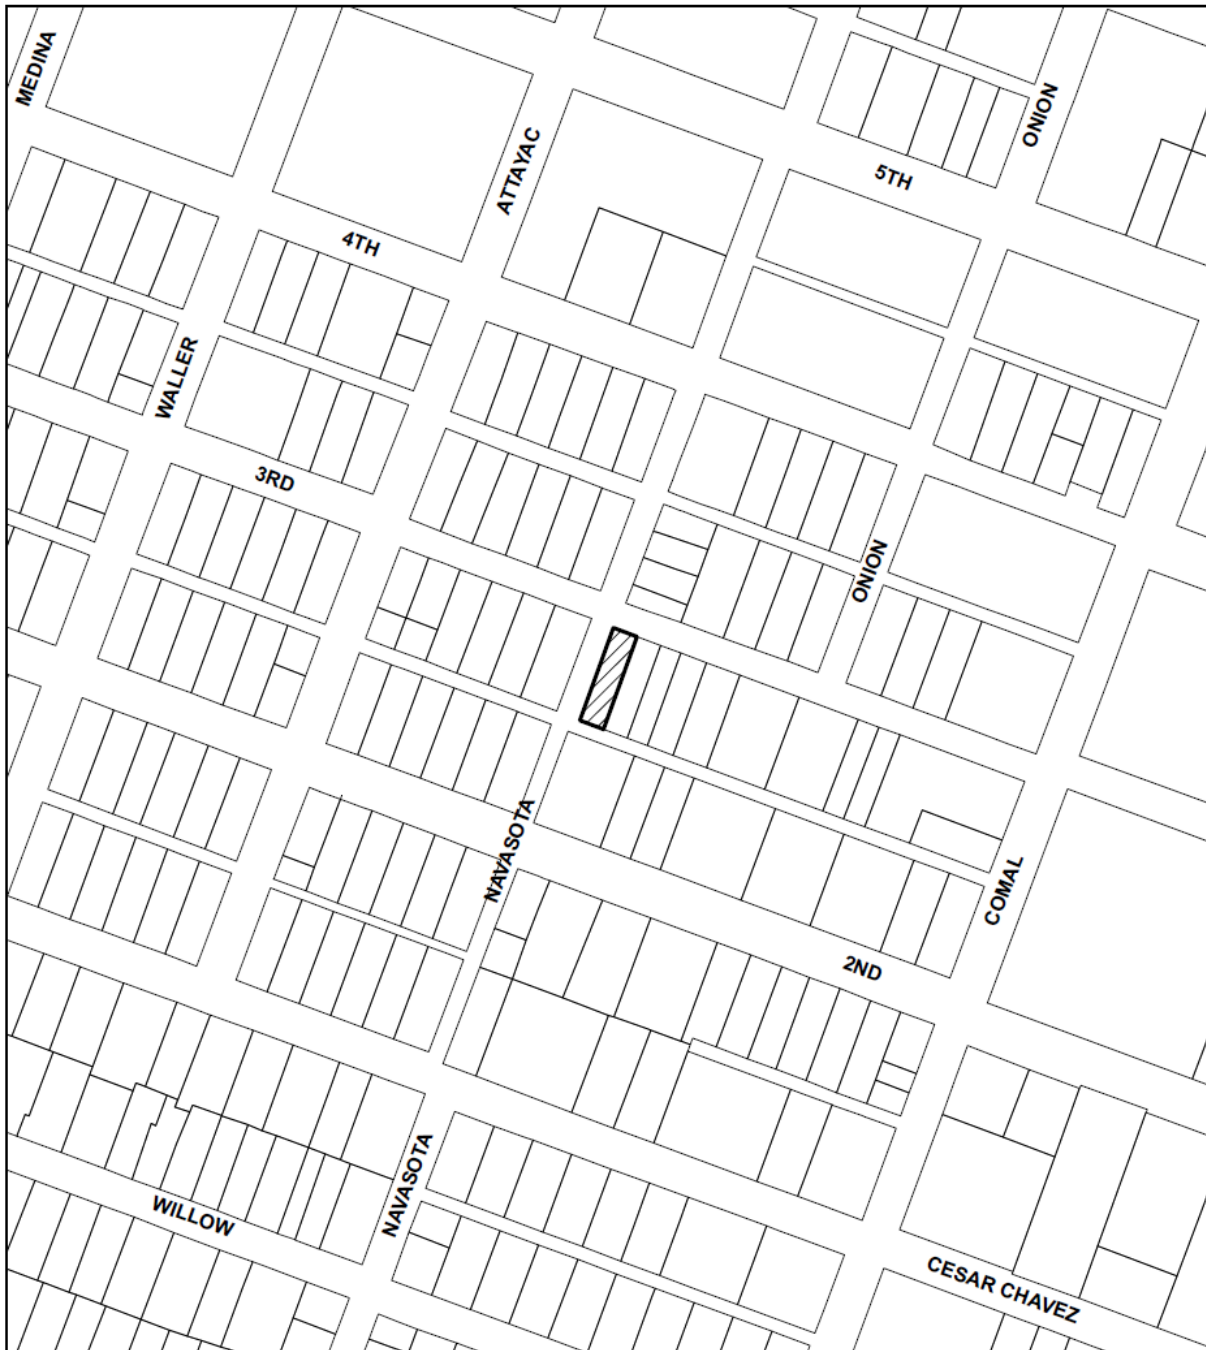 MEDINA
ONION
ATTAYAC
5TH
4TH
WALLER
3RD
ONION
NAVASOTA
COMAL
2ND
NAVASOTA
WILLOW
CESAR CHAVEZ